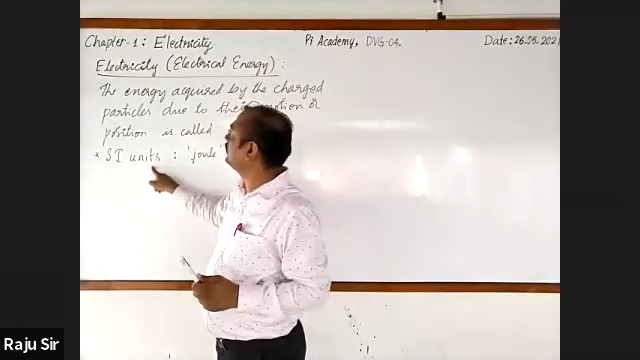 Chapter-1: Electricity
Pi Academy, DVG-04.
Date: 26.05.2021
Electricity (Electrical Energy) :
The energy acquired by the charged
particles due to their motion or
position is called
* SI units : 'joule'
Raju Sir